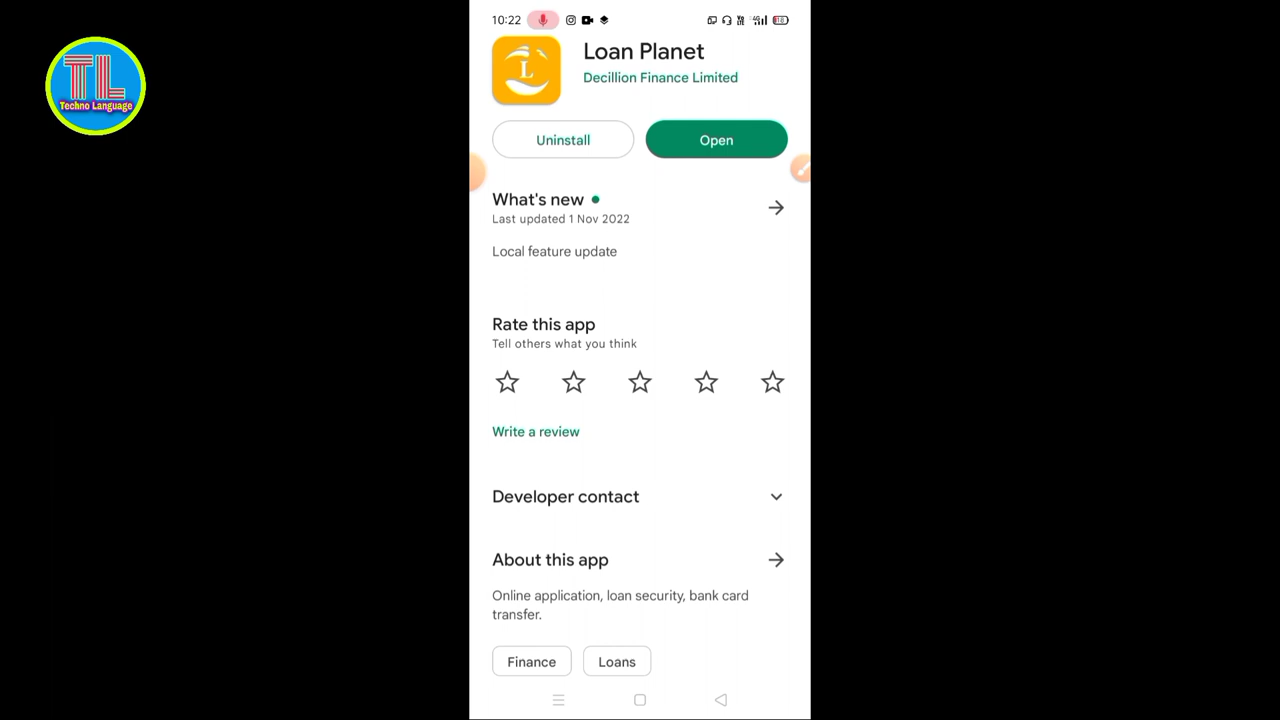 TL
Techno Language
10:22
Loan Planet
L
Decillion Finance Limited
Uninstall
Open
What's new
Last updated 1 Nov 2022
Local feature update
Rate this app
Tell others what you think
Write a review
Developer contact
About this app
Online application, loan security, bank card
transfer.
Finance
Loans